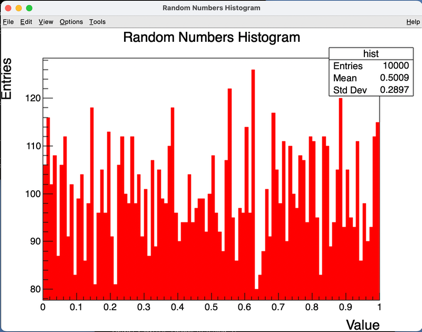 Random Numbers Histogram
File Edit View Options Tools Help
Random Numbers Histogram
hist
Entries 10000
Mean 0.5009
Std Dev 0.2897
Entries
120
110
100
90
80
0 0.1 0.2 0.3 0.4 0.5 0.6 0.7 0.8 0.9 1
Value